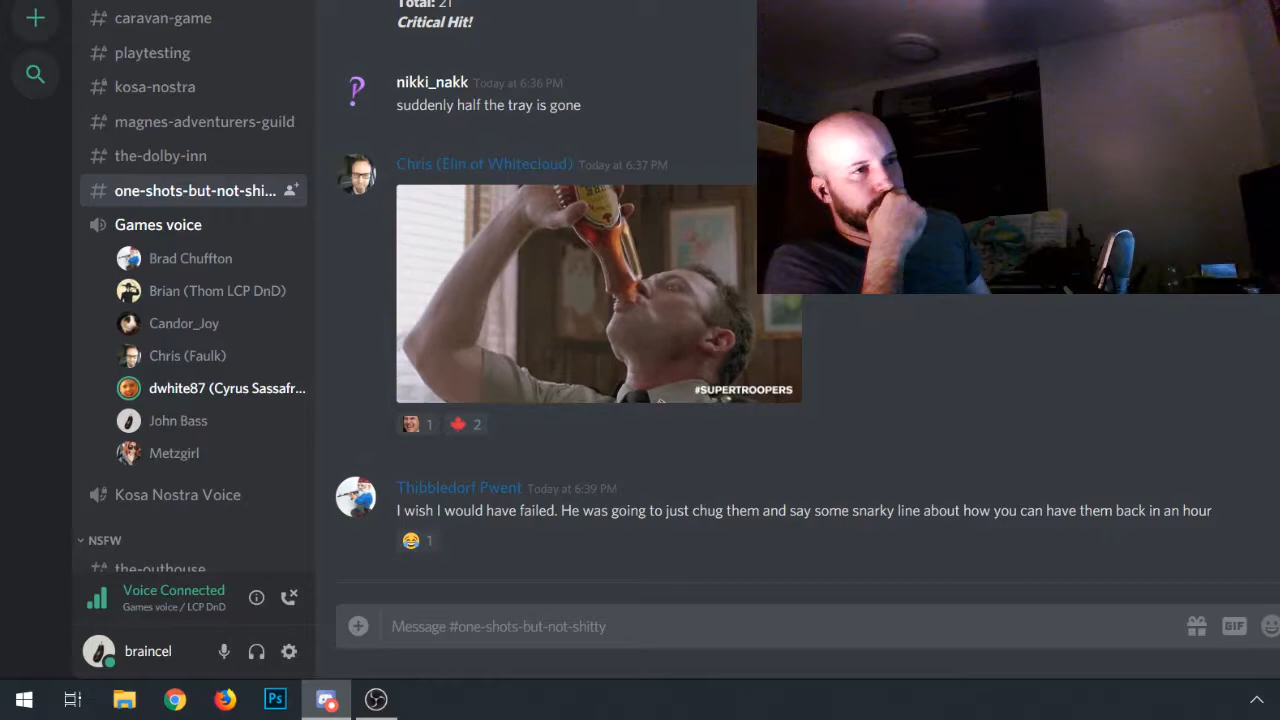 Total: 21
Critical Hit!
caravan-game
playtesting
kosa-nostra
magnes-adventurers-guild
the-dolby-inn
one-shots-but-not-shi...
Games voice
Brad Chuffton
Brian (Thom LCP DnD)
Candor_Joy
Chris (Faulk)
dwhite87 (Cyrus Sassafr...
John Bass
Metzgirl
Kosa Nostra Voice
NSFW
the-outhouse
Voice Connected
Games voice / LCP DnD
braincel
nikki_nakk Today at 6:36 PM
suddenly half the tray is gone
Chris (Elin of Whitecloud) Today at 6:37 PM
#SUPERTROOPERS
1 2
Thibbledorf Pwent Today at 6:39 PM
I wish I would have failed. He was going to just chug them and say some snarky line about how you can have them back in an hour
1
Message #one-shots-but-not-shitty
GIF
Ps